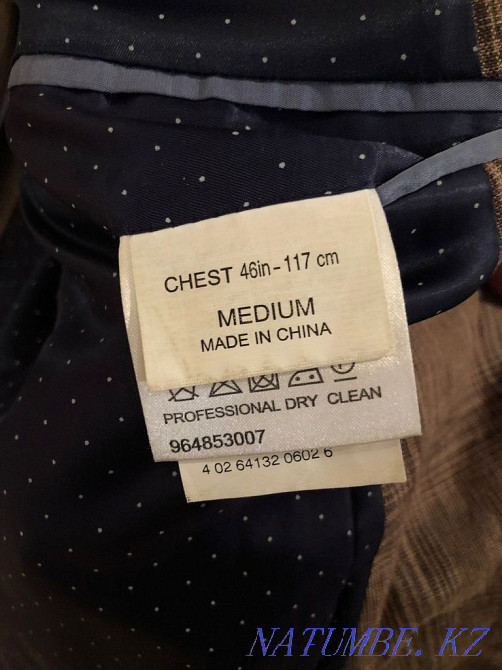 CHEST 46in - 117 cm
MEDIUM
MADE IN CHINA
PROFESSIONAL DRY CLEAN
964853007
4 02 64132 0602 6
NATUMBE. KZ